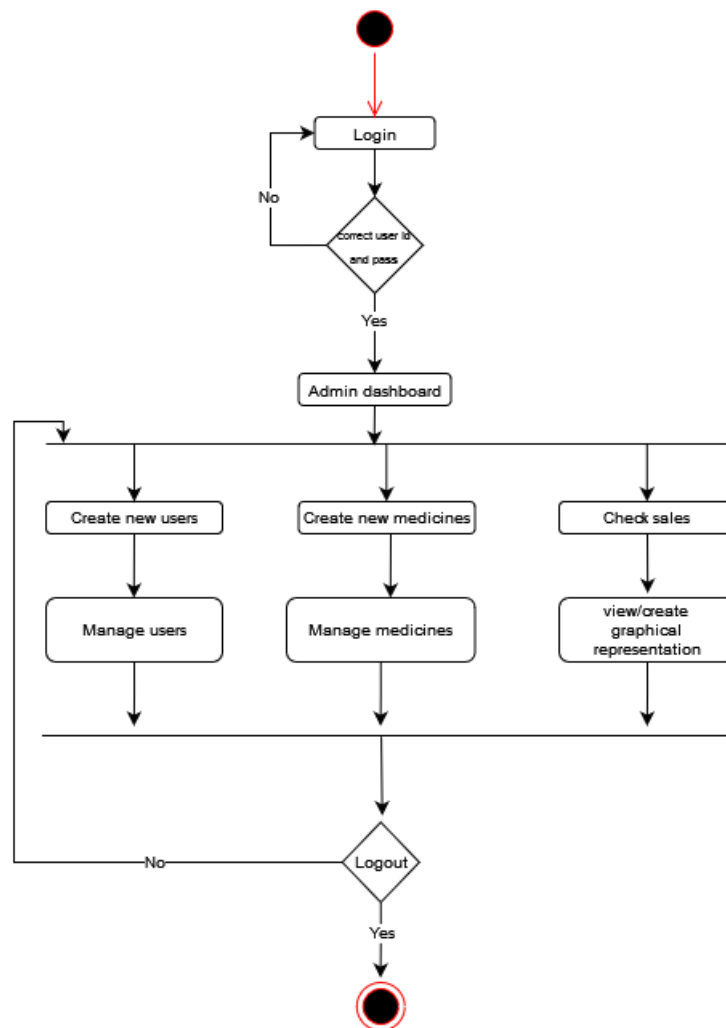 Login
No
correct user id
and pass
Yes
Admin dashboard
Create new users
Create new medicines
Check sales
Manage users
Manage medicines
view/create
graphical
representation
No
Logout
Yes